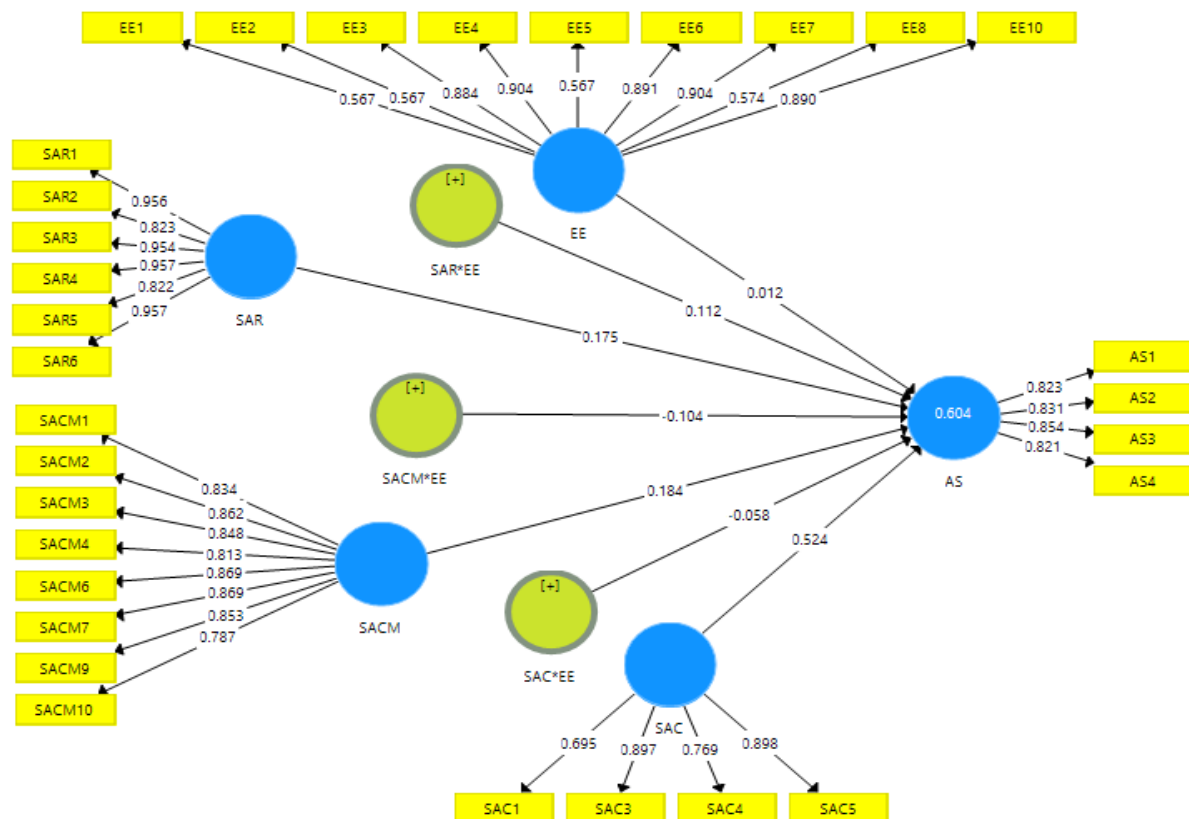 EE1 EE2 EE3 EE4 EE5 EE6 EE7 EE8 EE10
0.567 0.567 0.884 0.904 0.567 0.891 0.904 0.574 0.890
EE
[+]
SAR*EE
SAR1
SAR2
SAR3
SAR4
SAR5
SAR6
0.956
0.823
0.954
0.957
0.822
0.957
SAR
0.012
0.112
0.175
[+]
SACM*EE
-0.104
0.604
AS
0.823
0.831
0.854
0.821
AS1
AS2
AS3
AS4
SACM1
SACM2
SACM3
SACM4
SACM6
SACM7
SACM9
SACM10
0.834
0.862
0.848
0.813
0.869
0.869
0.853
0.787
SACM
0.184
-0.058
0.524
[+]
SAC*EE
SAC
0.695 0.897 0.769 0.898
SAC1 SAC3 SAC4 SAC5